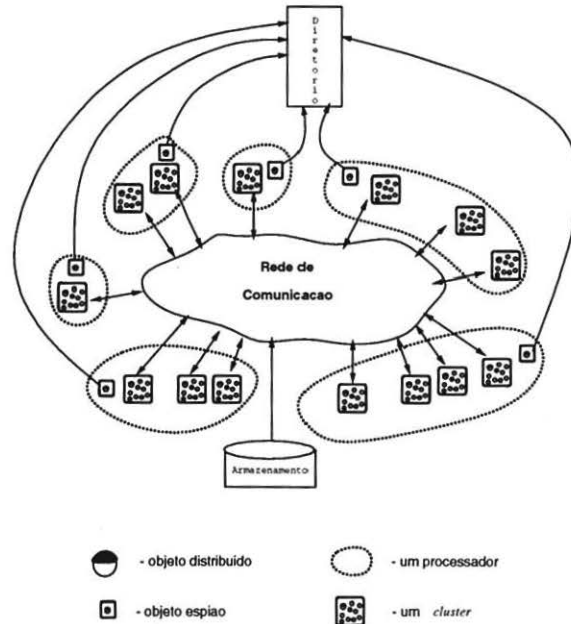 Diretorio
Rede de
Comunicacao
Armazenamento
- objeto distribuido
- um processador
- objeto espiao
- um cluster